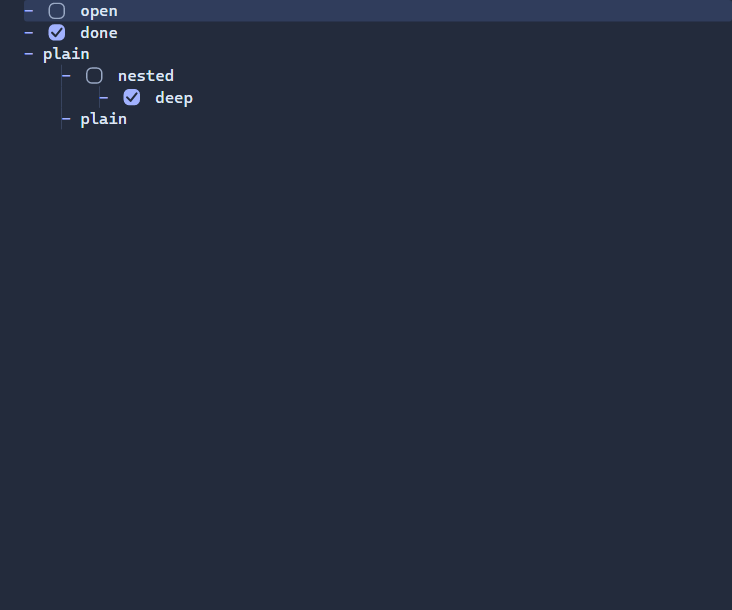 - [ ] open
- [x] done
- plain
    - [ ] nested
        - [x] deep
    - plain